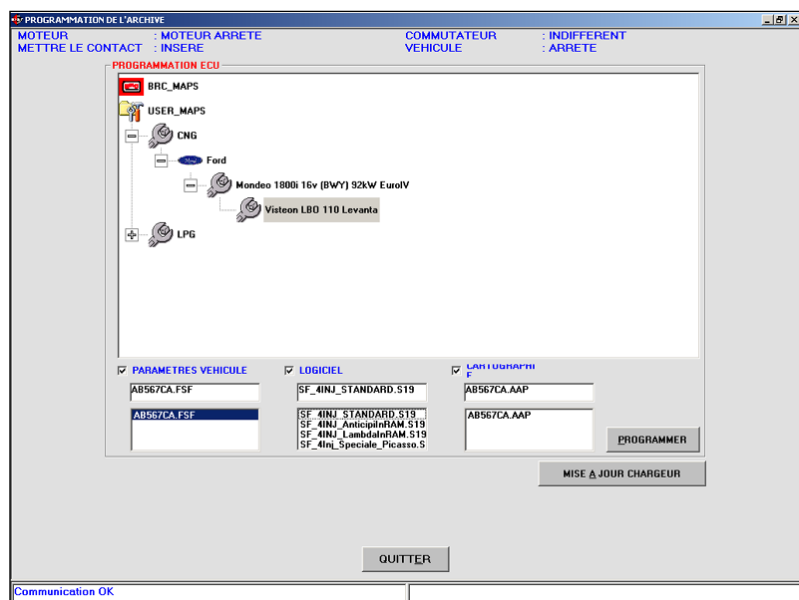 PROGRAMMATION DE L'ARCHIVE
MOTEUR : MOTEUR ARRETE COMMUTATEUR : INDIFFERENT
METTRE LE CONTACT : INSERE VEHICULE : ARRETE
PROGRAMMATION ECU
BRC_MAPS
USER_MAPS
CNG
Ford
Mondeo 1800i 16v (BWY) 92kW EuroIV
Visteon LBO 110 Levanta
LPG
PARAMETRES VEHICULE LOGICIEL CARTOGRAPHI
E
AB567CA.FSF SF_4INJ_STANDARD.S19 AB567CA.AAP
AB567CA.FSF SF_4INJ_STANDARD.S19 AB567CA.AAP
SF_4INJ_AnticipiInRAM.S19
SF_4INJ_LambdaInRAM.S19
SF_4Inj_Speciale_Picasso.S
PROGRAMMER
MISE A JOUR CHARGEUR
QUITTER
Communication OK